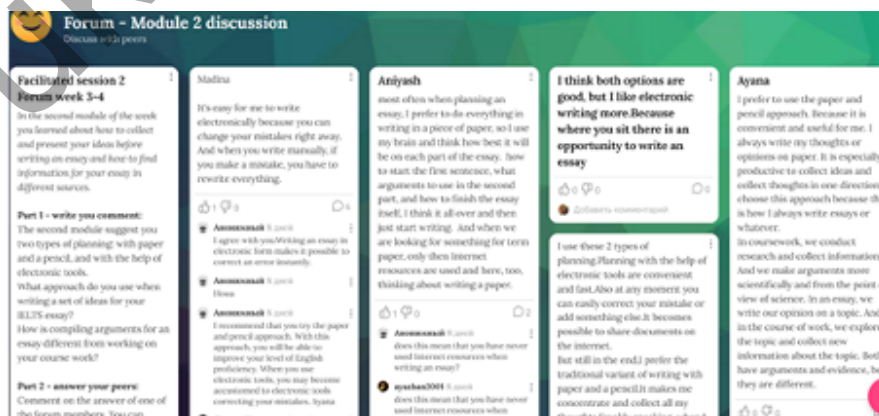 Forum - Module 2 discussion
Discuss with peers
Facilitated session 2
Forum week 3-4
In the second module of the week
you learned about how to collect
and present your ideas before
writing an essay and how to find
information for your essay in
different sources.
Part 1 - write you comment:
The second module suggest you
two types of planning: with paper
and a pencil, and with the help of
electronic tools.
What approach do you use when
writing a set of ideas for your
IELTS essay?
How is compiling arguments for an
essay different from working on
your course work?
Part 2 - answer your peers:
Comment on the answer of one of
the forum members. You can
Madina
It's easy for me to write
electronically because you can
change your mistakes right away.
And when you write manually, if
you make a mistake, you have to
rewrite everything.
1 0 4
Анонимный 8 дней
I agree with you.Writing an essay in
electronic form makes it possible to
correct an error instantly.
Анонимный 8 дней
Анонимный 8 дней
I recommend that you try the paper
and pencil approach. With this
approach, you will be able to
improve your level of English
proficiency. When you use
electronic tools, you may become
accustomed to electronic tools
correcting your mistakes. Ayana
Aniyash
most often when planning an
essay, I prefer to do everything in
writing in a piece of paper, so I use
my brain and think how best it will
be on each part of the essay. how
to start the first sentence, what
arguments to use in the second
part, and how to finish the essay
itself, I think it all over and then
just start writing. And when we
are looking for something for term
paper, only then Internet
resources are used and here, too,
thinking about writing a paper.
1 0 2
Анонимный 8 дней
does this mean that you have never
used Internet resources when
writing an essay?
8 дней
does this mean that you have never
used Internet resources when
I think both options are
good, but I like electronic
writing more.Because
where you sit there is an
opportunity to write an
essay
0 0 0
Добавить комментарий
I use these 2 types of
planning.Planning with the help of
electronic tools are convenient
and fast.Also at any moment you
can easily correct your mistake or
add something else.It becomes
possible to share documents on
the internet.
But still in the end,I prefer the
traditional variant of writing with
paper and a pencil.It makes me
concentrate and collect all my
Ayana
I prefer to use the paper and
pencil approach. Because it is
convenient and useful for me. I
always write my thoughts or
opinions on paper. It is especially
productive to collect ideas and
collect thoughts in one direction
choose this approach because th
is how I always write essays or
whatever.
In coursework, we conduct
research and collect information
And we make arguments more
scientifically and from the point
view of science. In an essay, we
write our opinion on a topic. And
in the course of work, we explor
the topic and collect new
information about the topic. Both
have arguments and evidence, b
they are different.
0 0